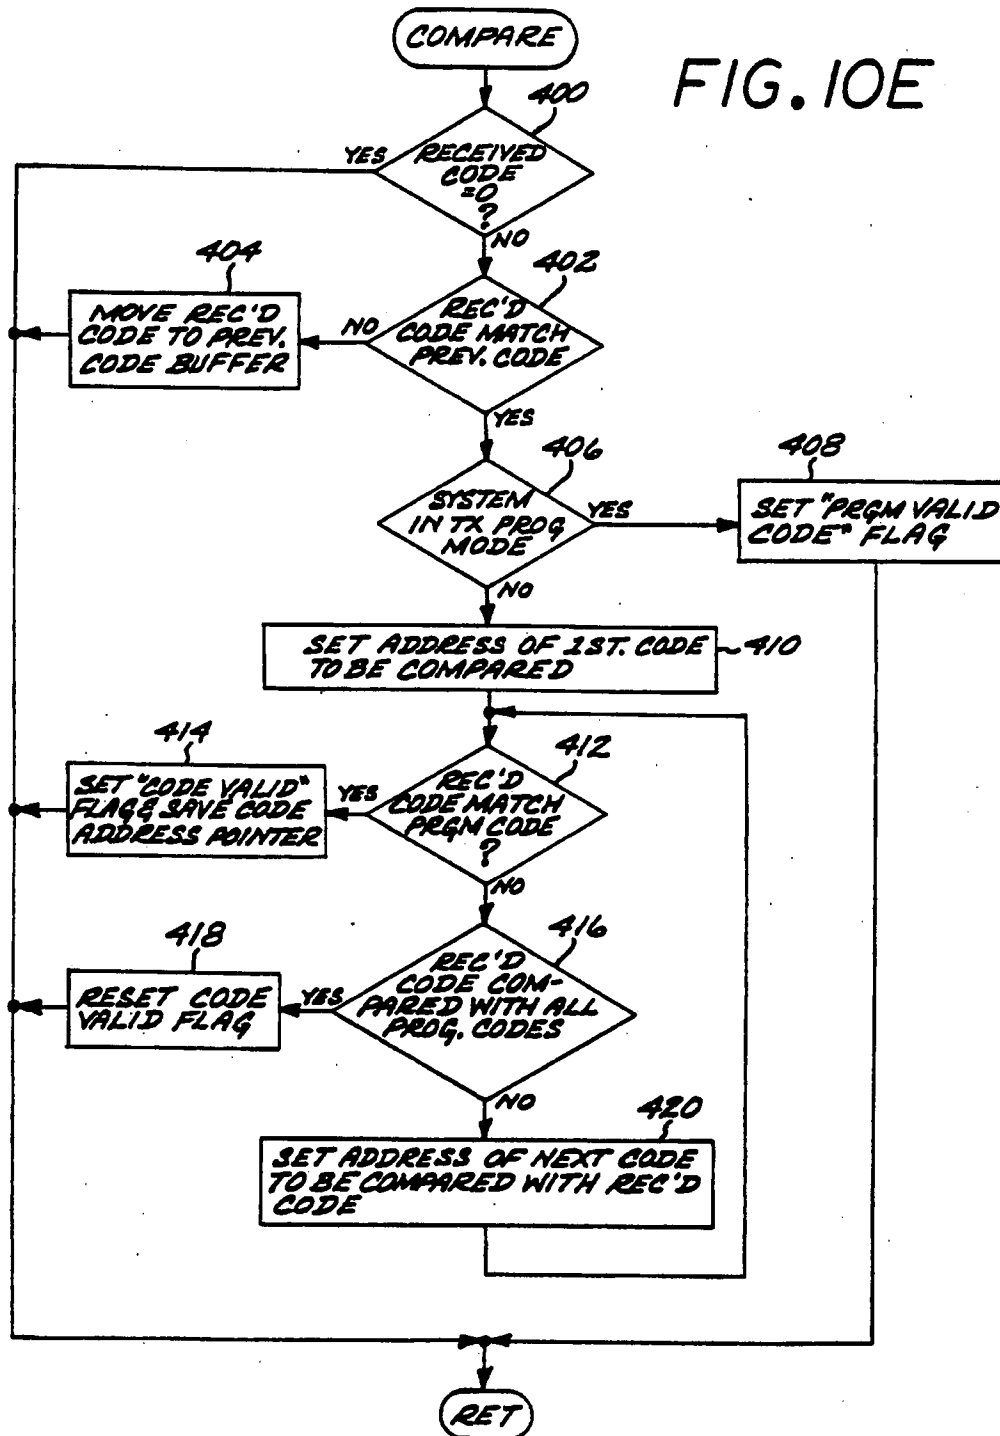 COMPARE
FIG. 10E
400
RECEIVED
CODE
=0
?
YES
NO
402
REC'D
CODE MATCH
PREV. CODE
NO
YES
404
MOVE REC'D
CODE TO PREV.
CODE BUFFER
406
SYSTEM
IN TX PROG
MODE
YES
NO
408
SET "PRGM VALID
CODE" FLAG
SET ADDRESS OF 1ST. CODE
TO BE COMPARED
410
412
REC'D
CODE MATCH
PRGM CODE
?
YES
NO
414
SET "CODE VALID"
FLAG & SAVE CODE
ADDRESS POINTER
416
REC'D
CODE COM-
PARED WITH ALL
PROG. CODES
YES
NO
418
RESET CODE
VALID FLAG
420
SET ADDRESS OF NEXT CODE
TO BE COMPARED WITH REC'D
CODE
RET